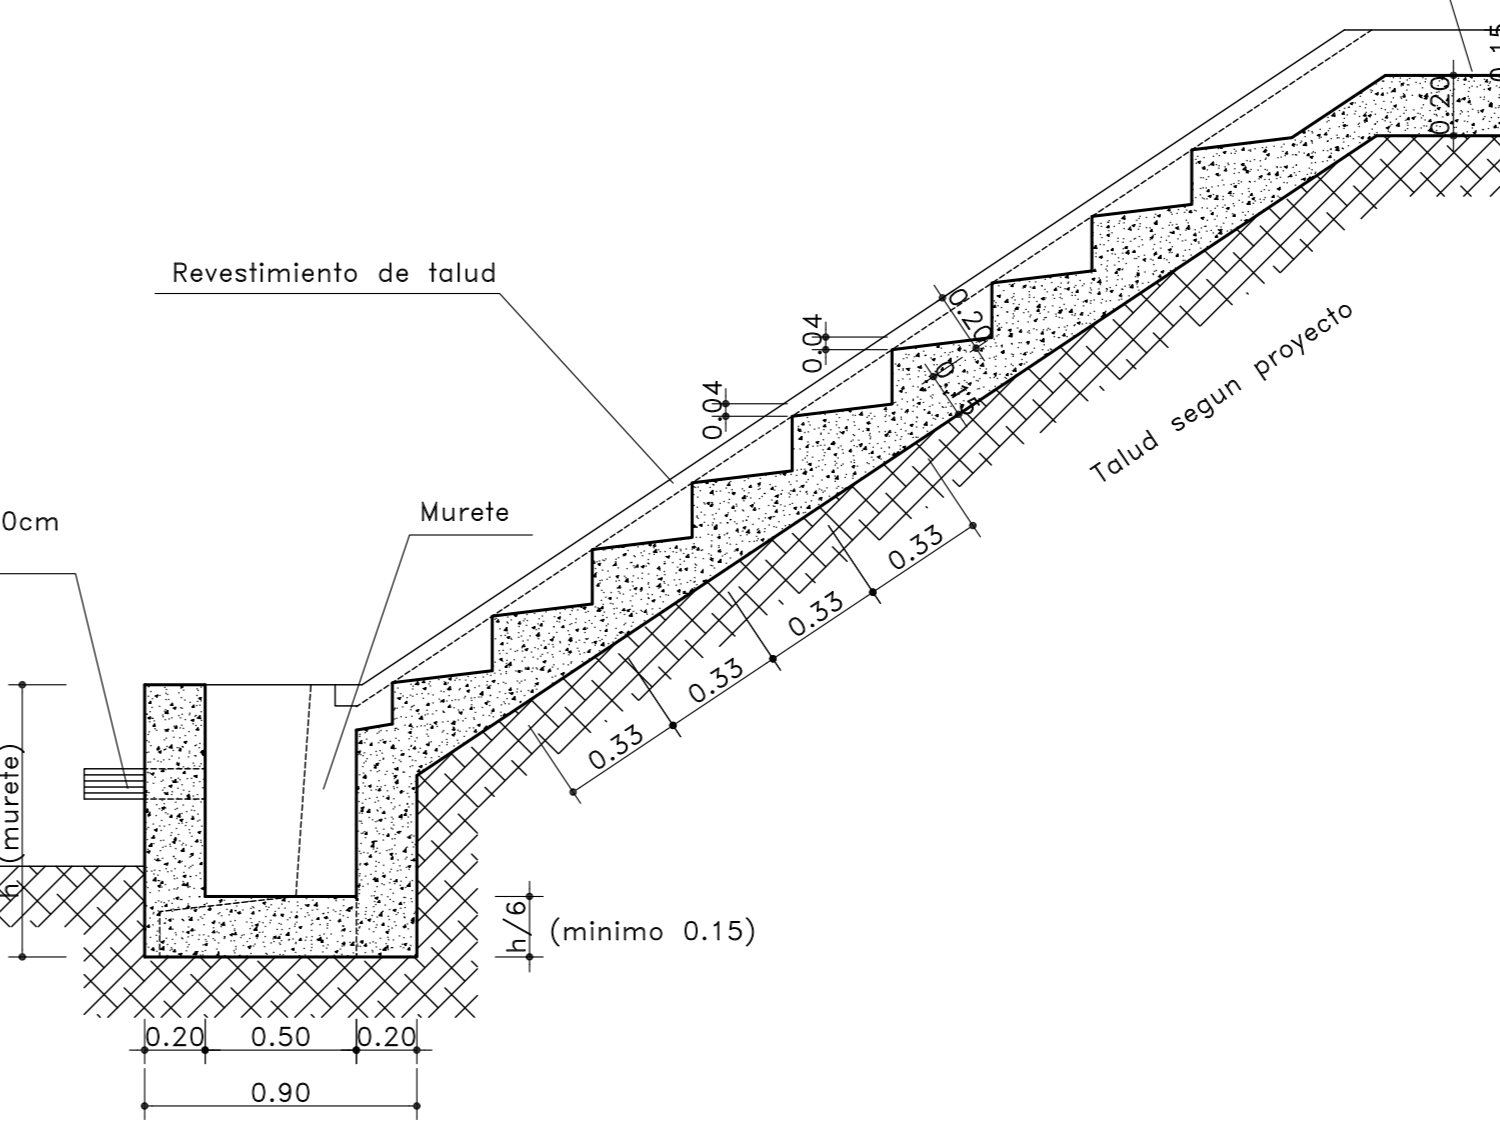 0.15
0.20
Revestimiento de talud
0.20
0.04
0.15
Talud segun proyecto
0.04
Murete
0cm
0.33
0.33
0.33
0.33
h (murete)
h/6
(minimo 0.15)
0.20
0.50
0.20
0.90